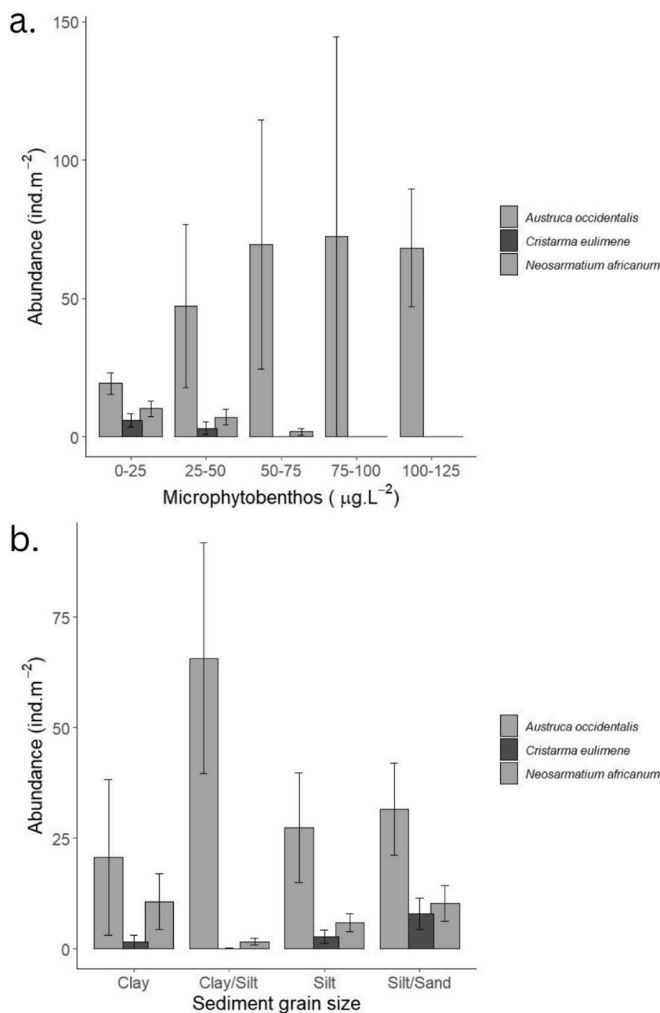 a.
150
100
50
0
Abundance (ind.m⁻²)
0-25 25-50 50-75 75-100 100-125
Microphytobenthos ( μg.L⁻²)
Austruca occidentalis
Cristarma eulimene
Neosarmatium africanum
b.
75
50
25
0
Abundance (ind.m⁻²)
Clay Clay/Silt Silt Silt/Sand
Sediment grain size
Austruca occidentalis
Cristarma eulimene
Neosarmatium africanum